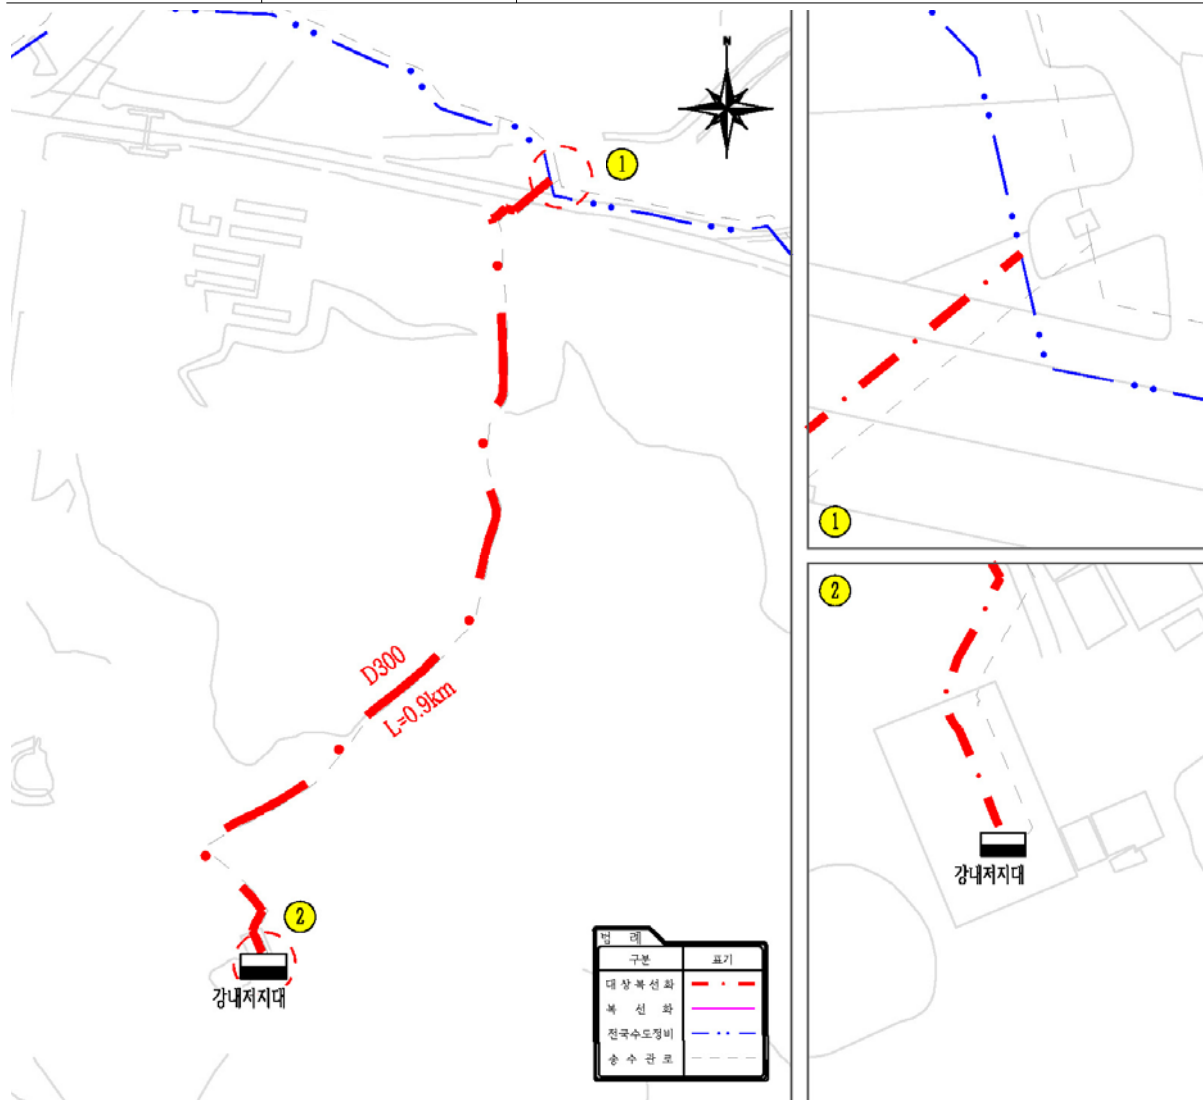 N
1
D300
L=0.9km
2
강내저지대
범 례
구분 표기
대상복선화
복 선 화
전국수도정비
송 수 관 로
1
2
강내저지대